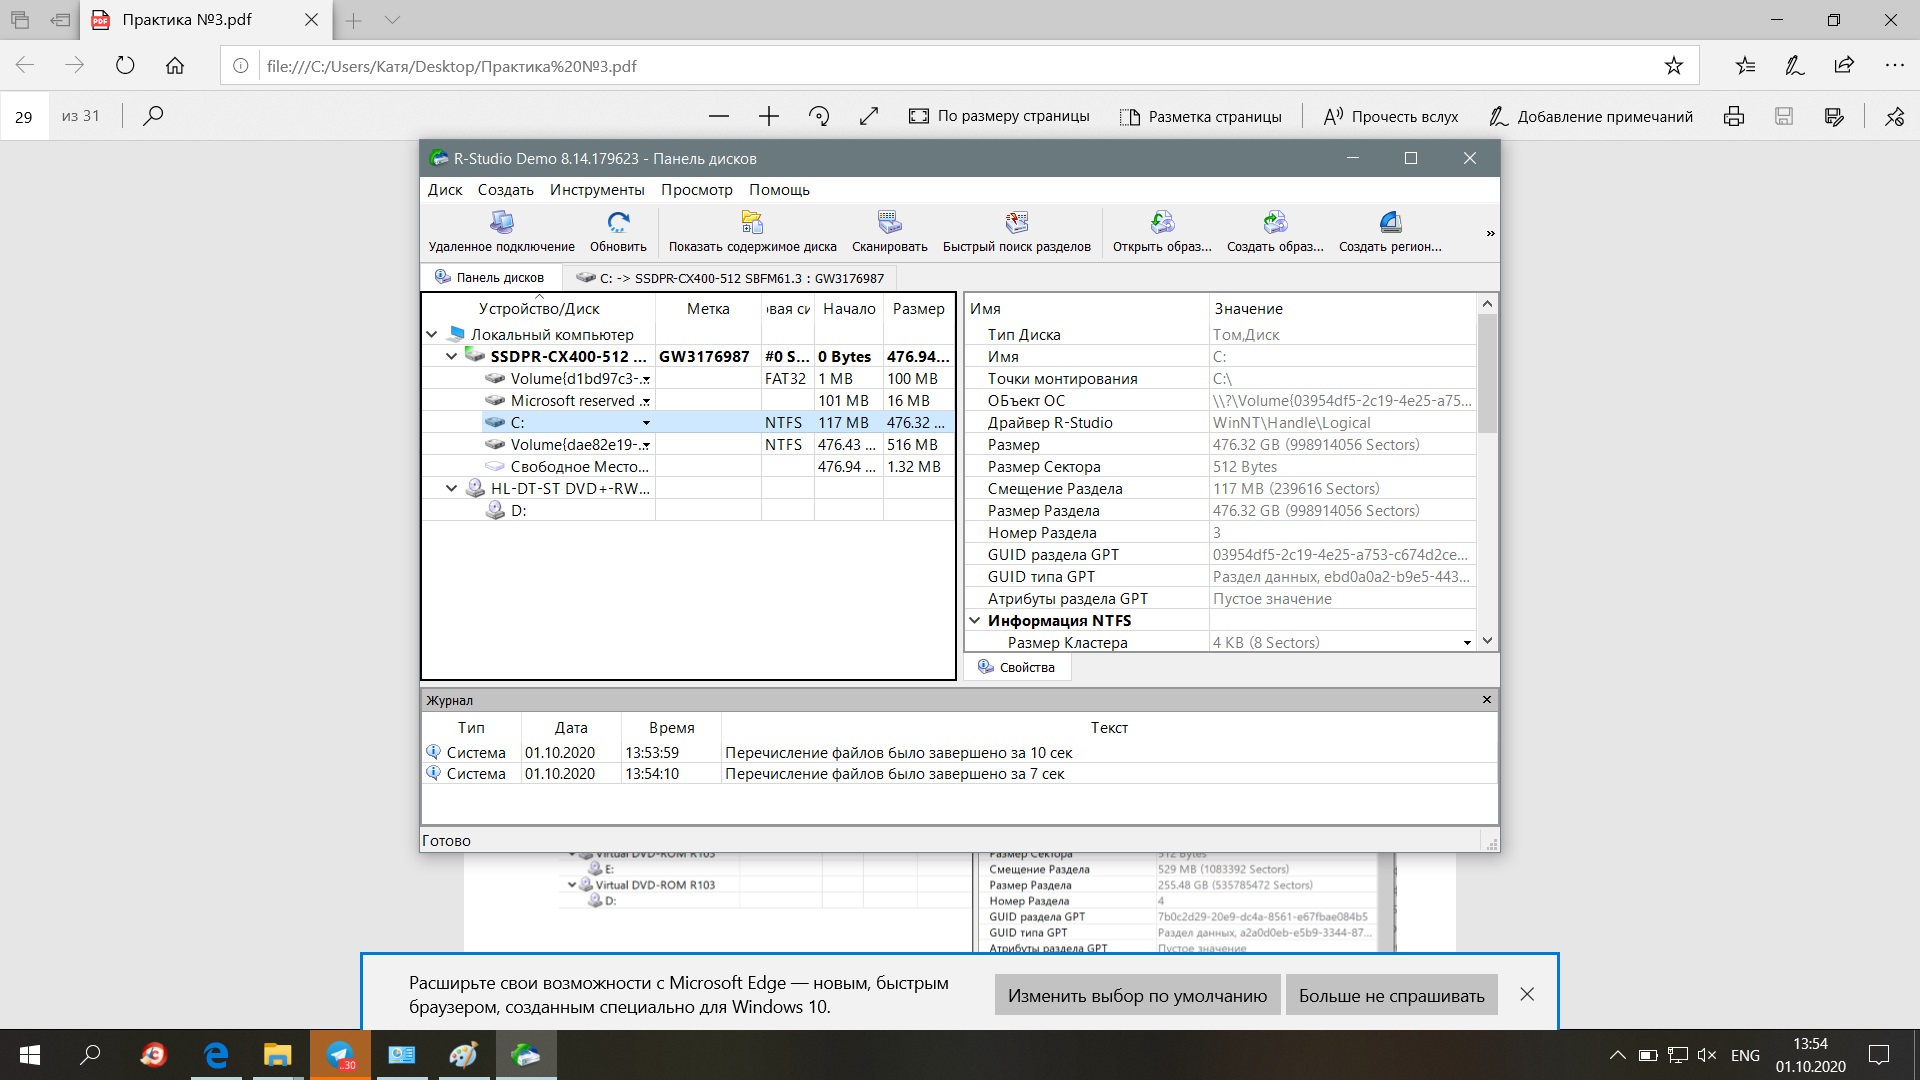 Практика №3.pdf
file:///C:/Users/Катя/Desktop/Практика%20№3.pdf
29 из 31
По размеру страницы Разметка страницы Прочесть вслух Добавление примечаний
R-Studio Demo 8.14.179623 - Панель дисков
Диск Создать Инструменты Просмотр Помощь
Удаленное подключение Обновить Показать содержимое диска Сканировать Быстрый поиск разделов Открыть образ... Создать образ... Создать регион... »
Панель дисков C: -> SSDPR-CX400-512 SBFM61.3 : GW3176987
Устройство/Диск Метка вая си Начало Размер
Локальный компьютер
SSDPR-CX400-512 ... GW3176987 #0 S... 0 Bytes 476.94...
Volume{d1bd97c3-... FAT32 1 MB 100 MB
Microsoft reserved ... 101 MB 16 MB
C: NTFS 117 MB 476.32 ...
Volume{dae82e19-... NTFS 476.43 ... 516 MB
Свободное Место... 476.94 ... 1.32 MB
HL-DT-ST DVD+-RW...
D:
Имя Значение
Тип Диска Том,Диск
Имя C:
Точки монтирования C:\
ОБъект ОС \\?\Volume{03954df5-2c19-4e25-a75...
Драйвер R-Studio WinNT\Handle\Logical
Размер 476.32 GB (998914056 Sectors)
Размер Сектора 512 Bytes
Смещение Раздела 117 MB (239616 Sectors)
Размер Раздела 476.32 GB (998914056 Sectors)
Номер Раздела 3
GUID раздела GPT 03954df5-2c19-4e25-a753-c674d2ce...
GUID типа GPT Раздел данных, ebd0a0a2-b9e5-443...
Атрибуты раздела GPT Пустое значение
Информация NTFS
Размер Кластера 4 KB (8 Sectors)
Свойства
Журнал
Тип Дата Время Текст
Система 01.10.2020 13:53:59 Перечисление файлов было завершено за 10 сек
Система 01.10.2020 13:54:10 Перечисление файлов было завершено за 7 сек
Готово
Virtual DVD-ROM R103
E:
Virtual DVD-ROM R103
D:
Размер Сектора 512 Bytes
Смещение Раздела 529 MB (1083392 Sectors)
Размер Раздела 255.48 GB (535785472 Sectors)
Номер Раздела 4
GUID раздела GPT 7b0c2d29-20e9-dc4a-8561-e67fbae084b5
GUID типа GPT Раздел данных, a2a0d0eb-e5b9-3344-87...
Атрибуты раздела GPT Пустое значение
Расширьте свои возможности с Microsoft Edge — новым, быстрым
браузером, созданным специально для Windows 10.
Изменить выбор по умолчанию Больше не спрашивать
..30
ENG
13:54
01.10.2020